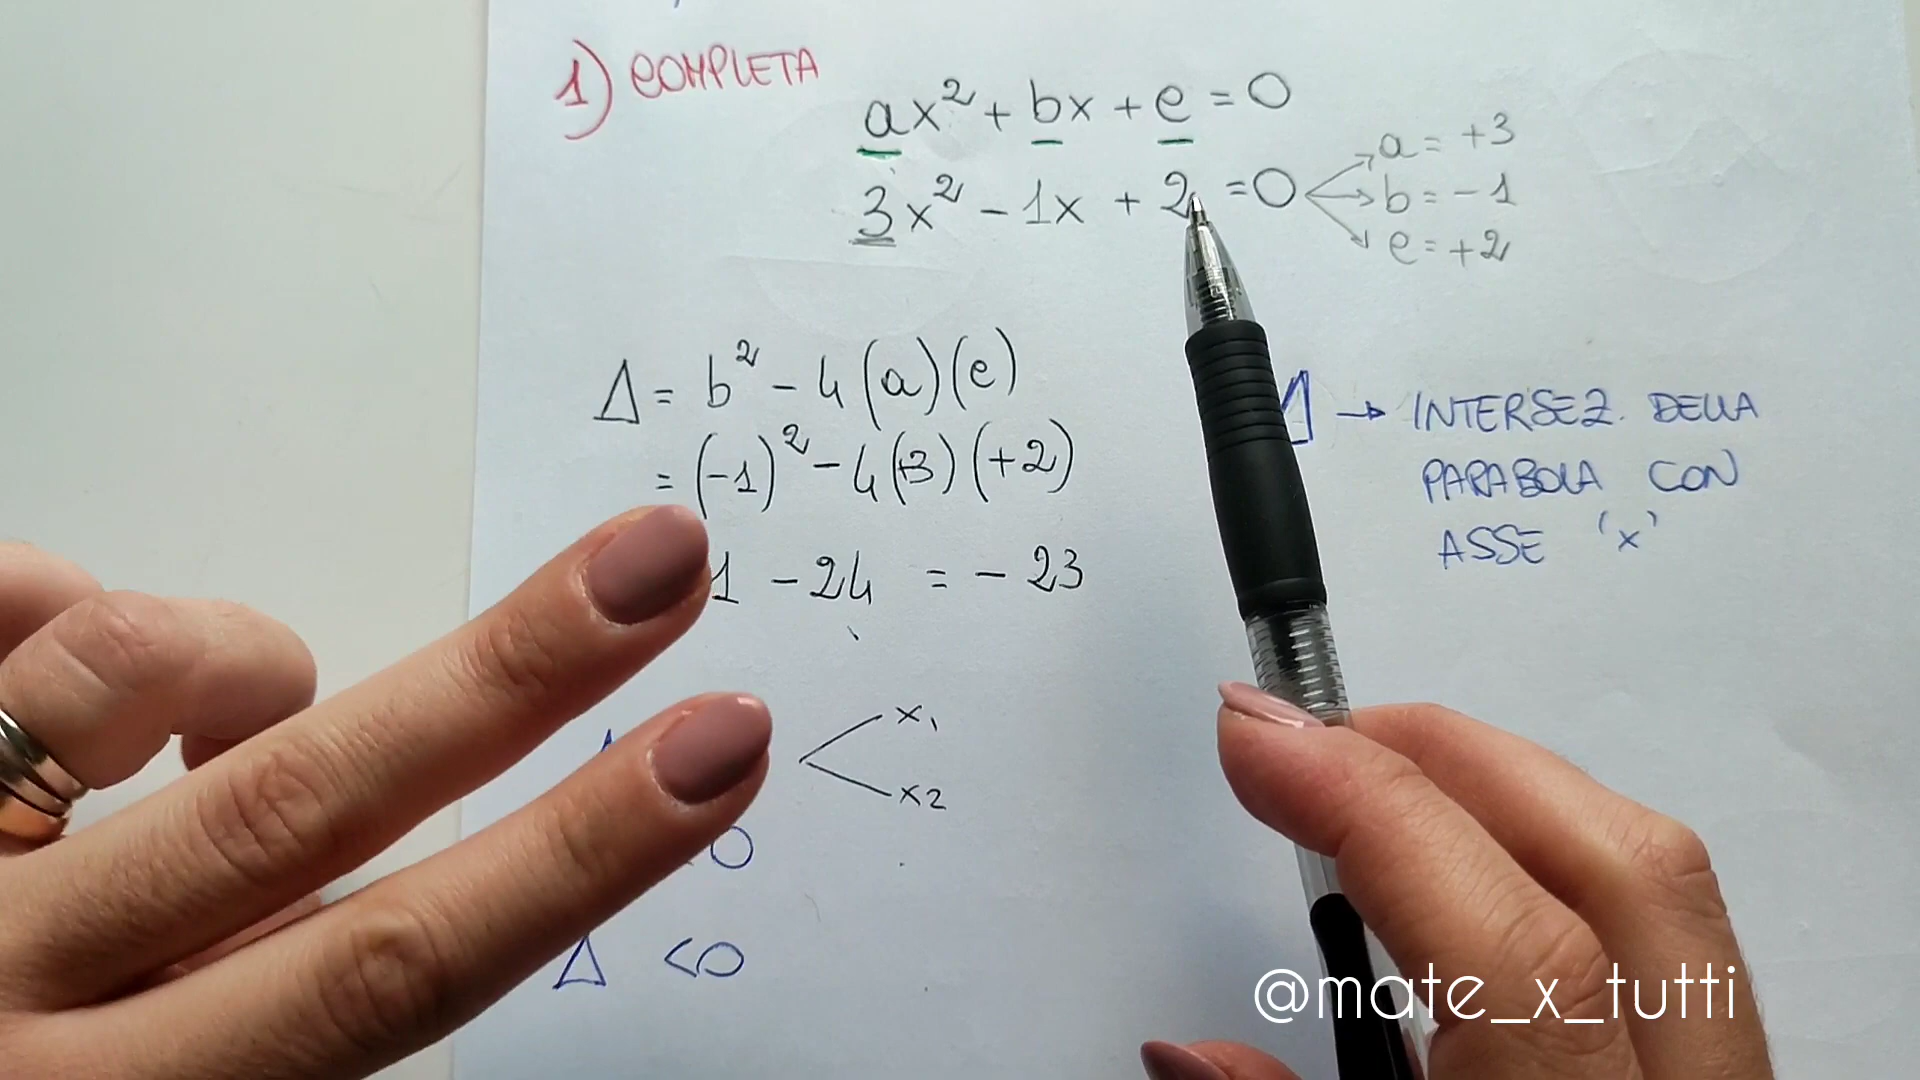 1) COMPLETA
ax² + bx + c = 0
3x² - 1x + 2 = 0
a = +3
b = -1
c = +2
Δ = b² - 4(a)(c)
= (-1)² - 4(+3)(+2)
1 - 24 = - 23
Δ → INTERSEZ. DELLA
PARABOLA CON
ASSE 'x'
x₁
x2
0
Δ <0
@mate_x_tutti